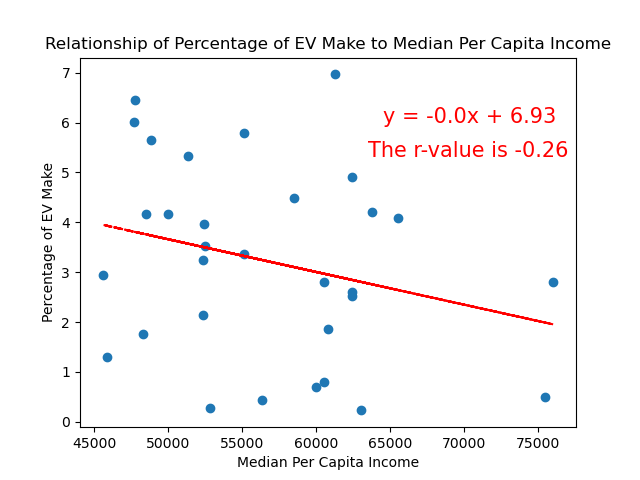 Relationship of Percentage of EV Make to Median Per Capita Income
7
6
5
4
3
2
1
0
Percentage of EV Make
y = -0.0x + 6.93
The r-value is -0.26
45000 50000 55000 60000 65000 70000 75000
Median Per Capita Income